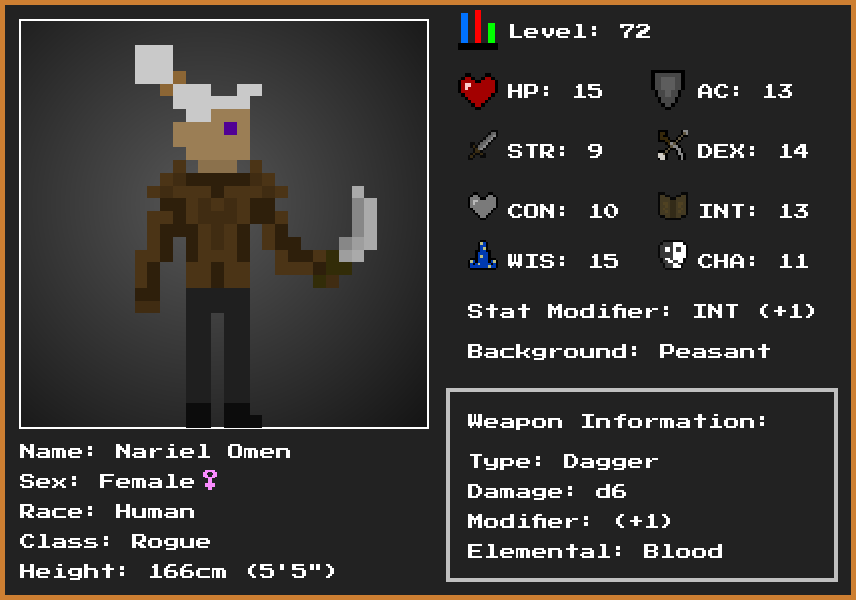 Level: 72
HP: 15
AC: 13
STR: 9
DEX: 14
CON: 10
INT: 13
WIS: 15
CHA: 11
Stat Modifier: INT (+1)
Background: Peasant
Weapon Information:
Type: Dagger
Damage: d6
Modifier: (+1)
Elemental: Blood
Name: Nariel Omen
Sex: Female♀
Race: Human
Class: Rogue
Height: 166cm (5'5")